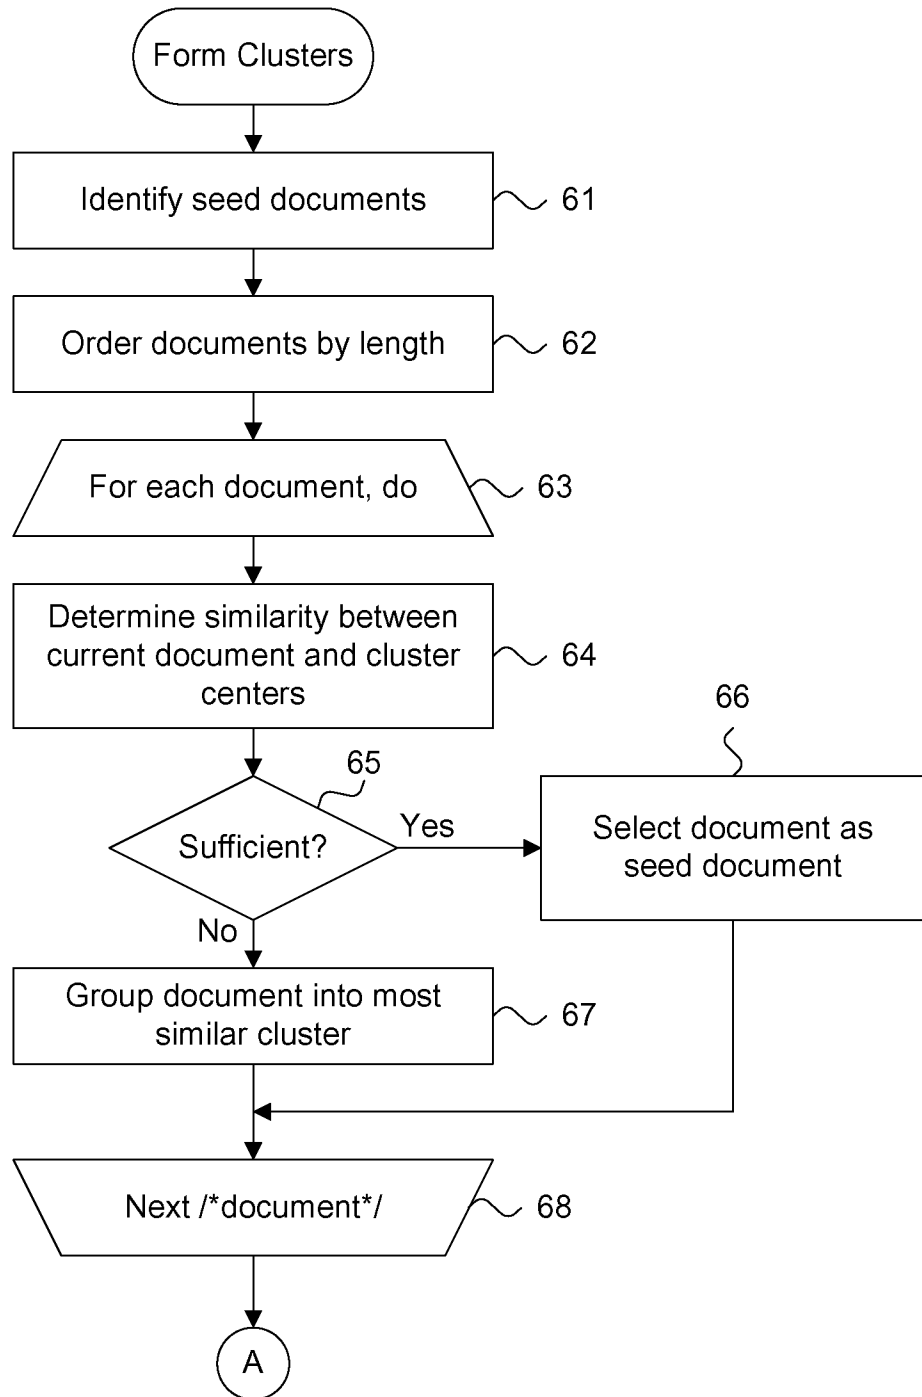 Form Clusters
Identify seed documents
61
Order documents by length
62
For each document, do
63
Determine similarity between
current document and cluster
centers
64
66
65
Sufficient?
Yes
Select document as
seed document
No
Group document into most
similar cluster
67
Next /*document*/
68
A